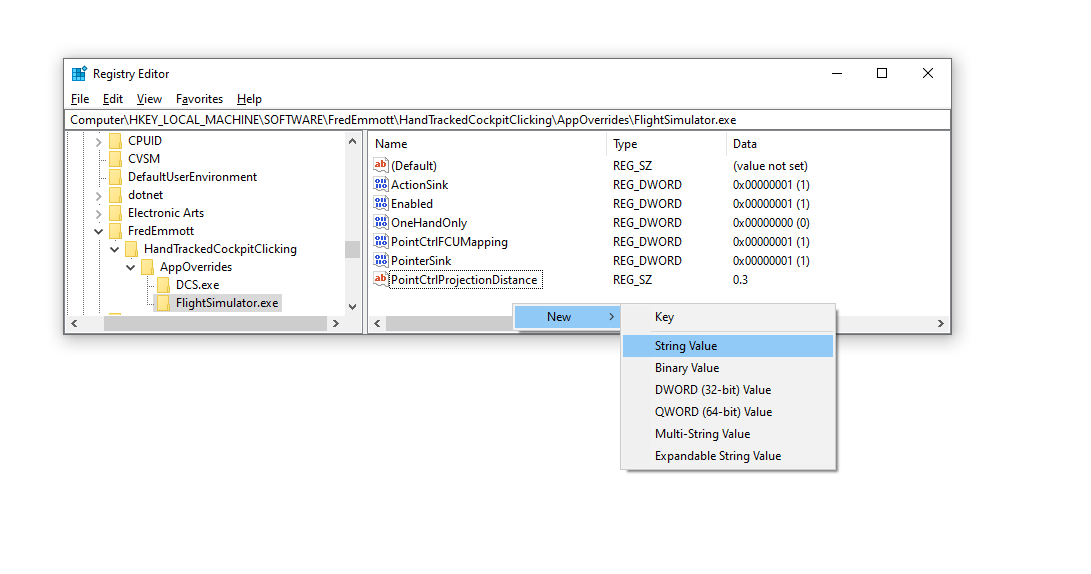 Registry Editor
File Edit View Favorites Help
Computer\HKEY_LOCAL_MACHINE\SOFTWARE\FredEmmott\HandTrackedCockpitClicking\AppOverrides\FlightSimulator.exe
CPUID
CVSM
DefaultUserEnvironment
dotnet
Electronic Arts
FredEmmott
HandTrackedCockpitClicking
AppOverrides
DCS.exe
FlightSimulator.exe
Name Type Data
ab (Default) REG_SZ (value not set)
ActionSink REG_DWORD 0x00000001 (1)
Enabled REG_DWORD 0x00000001 (1)
OneHandOnly REG_DWORD 0x00000000 (0)
PointCtrlFCUMapping REG_DWORD 0x00000001 (1)
PointerSink REG_DWORD 0x00000001 (1)
ab PointCtrlProjectionDistance REG_SZ 0.3
New
Key
String Value
Binary Value
DWORD (32-bit) Value
QWORD (64-bit) Value
Multi-String Value
Expandable String Value